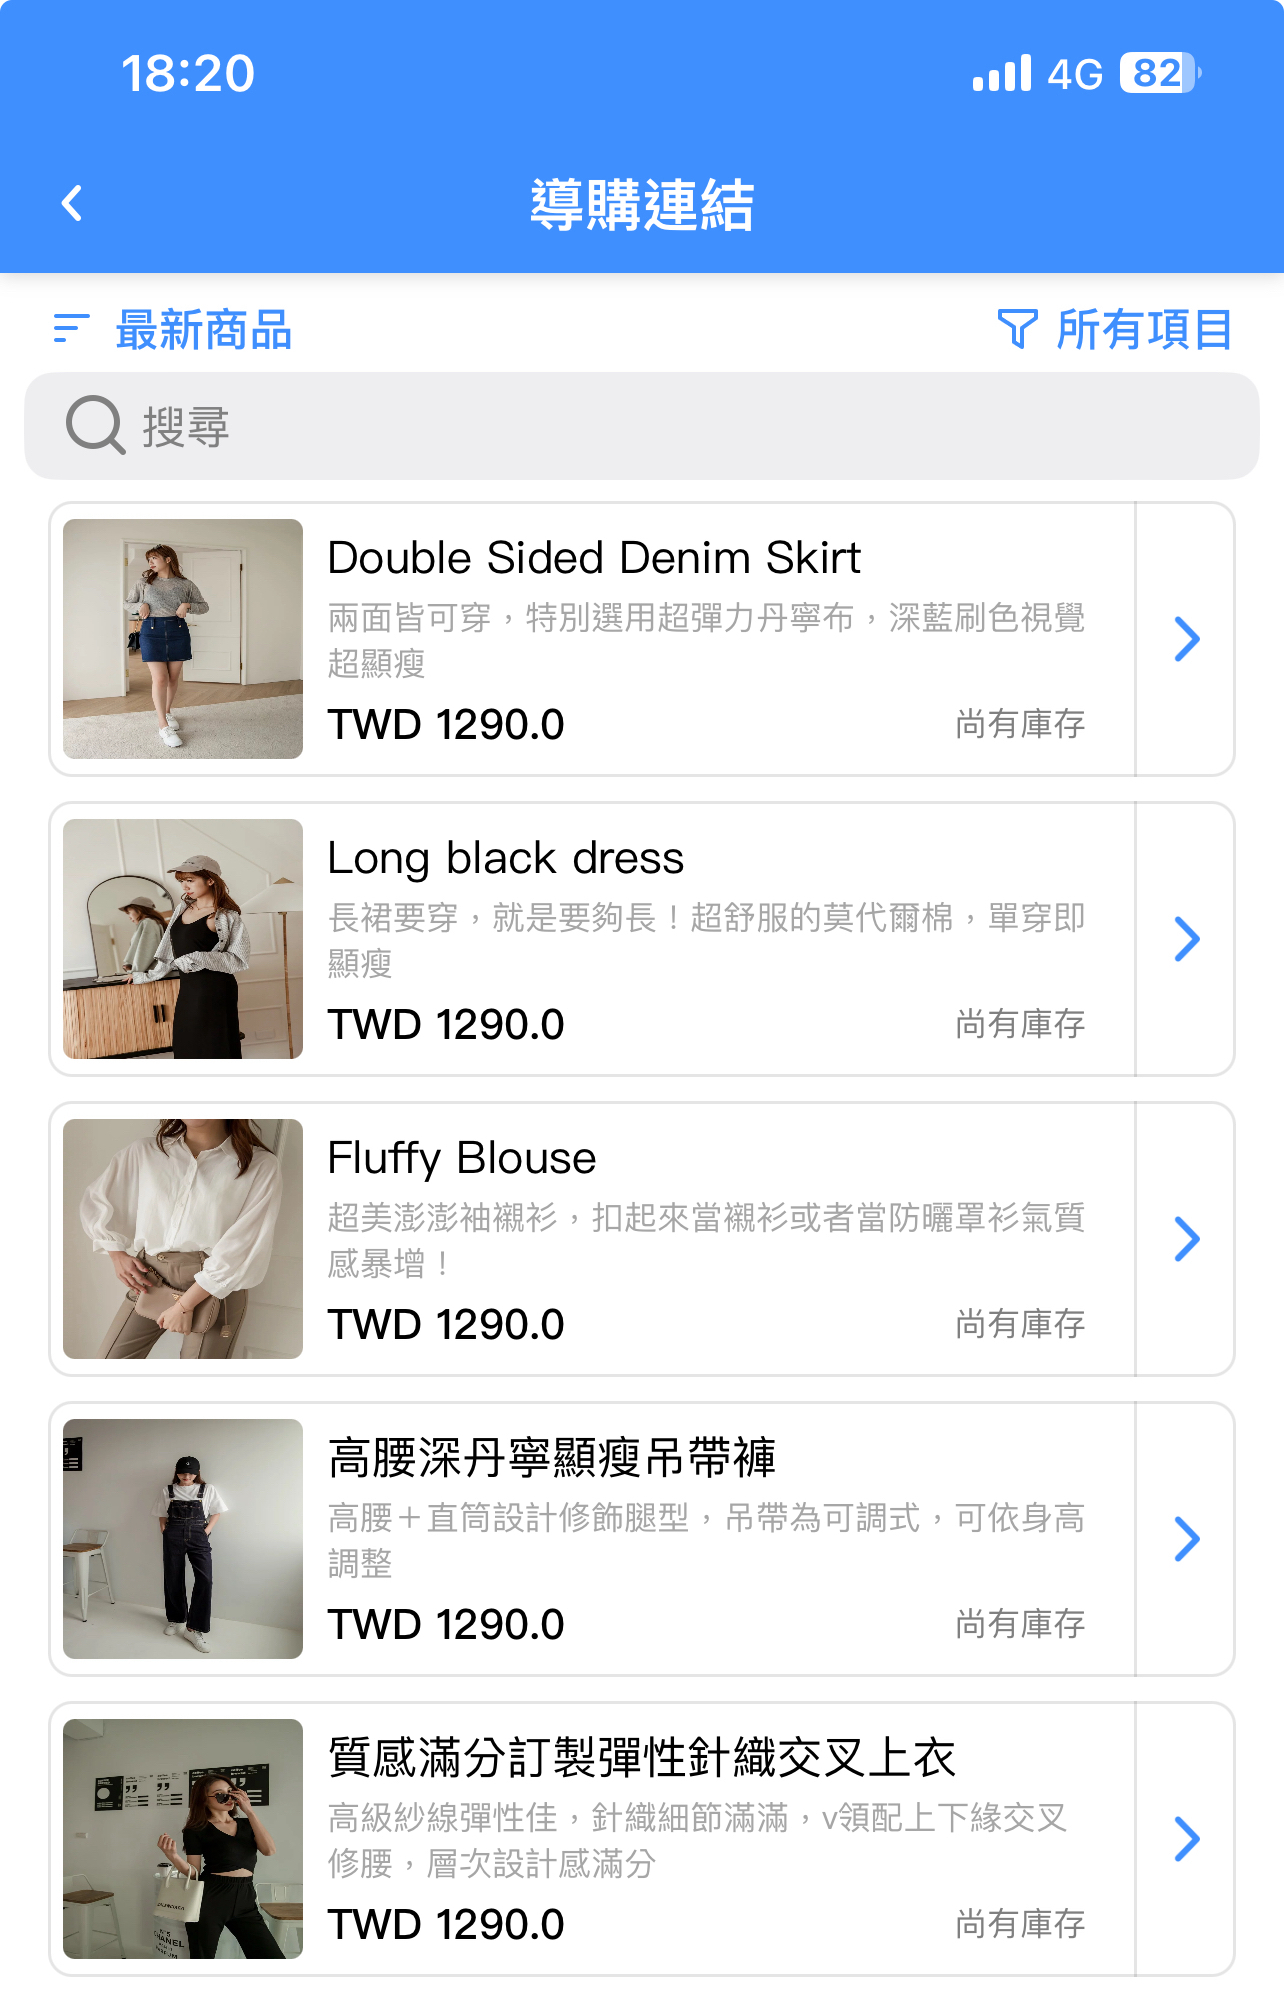 18:20
4G 82
導購連結
最新商品
所有項目
搜尋
Double Sided Denim Skirt
兩面皆可穿，特別選用超彈力丹寧布，深藍刷色視覺
超顯瘦
TWD 1290.0
尚有庫存
Long black dress
長裙要穿，就是要夠長！超舒服的莫代爾棉，單穿即
顯瘦
TWD 1290.0
尚有庫存
Fluffy Blouse
超美澎澎袖襯衫，扣起來當襯衫或者當防曬罩衫氣質
感暴增！
TWD 1290.0
尚有庫存
高腰深丹寧顯瘦吊帶褲
高腰＋直筒設計修飾腿型，吊帶為可調式，可依身高
調整
TWD 1290.0
尚有庫存
質感滿分訂製彈性針織交叉上衣
高級紗線彈性佳，針織細節滿滿，v領配上下緣交叉
修腰，層次設計感滿分
TWD 1290.0
尚有庫存